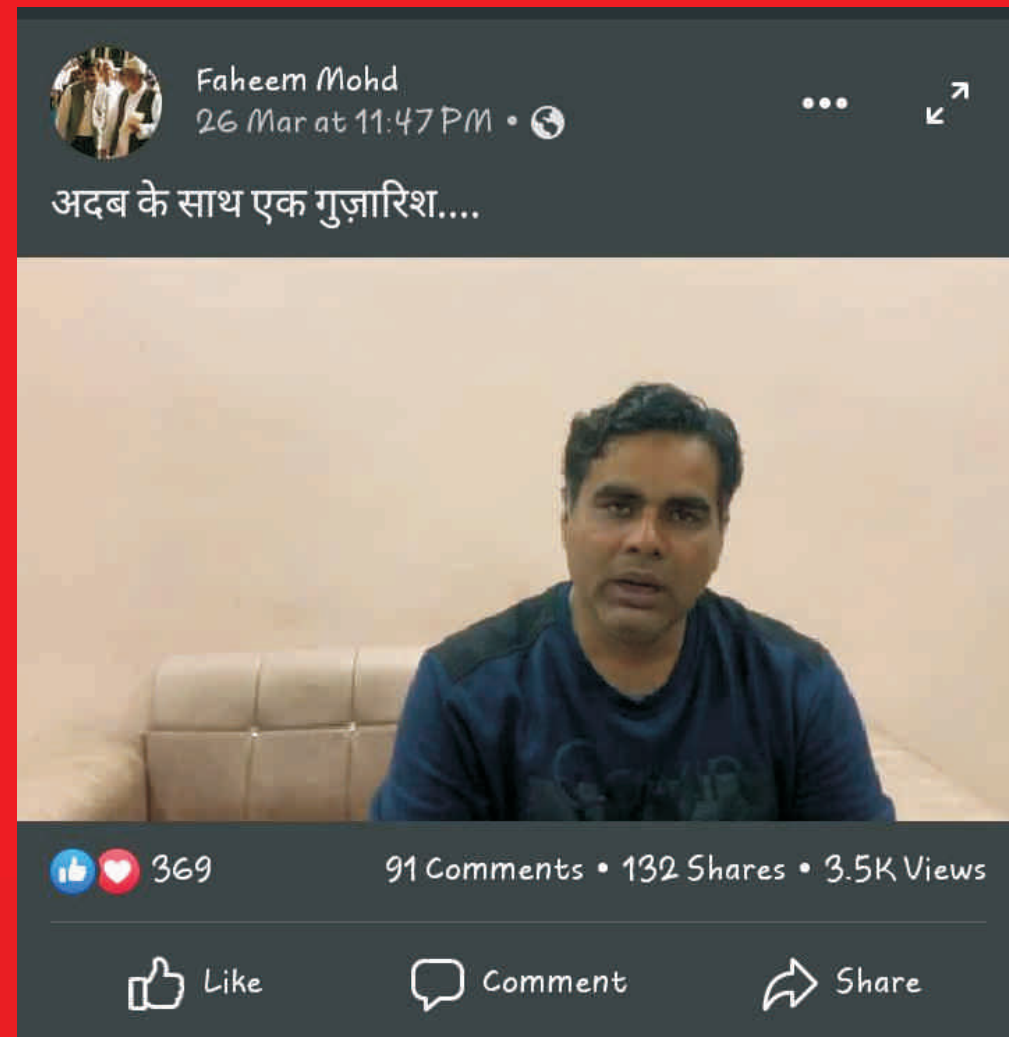 Faheem Mohd
26 Mar at 11:47 PM •
अदब के साथ एक गुज़ारिश....
369 91 Comments • 132 Shares • 3.5K Views
Like Comment Share